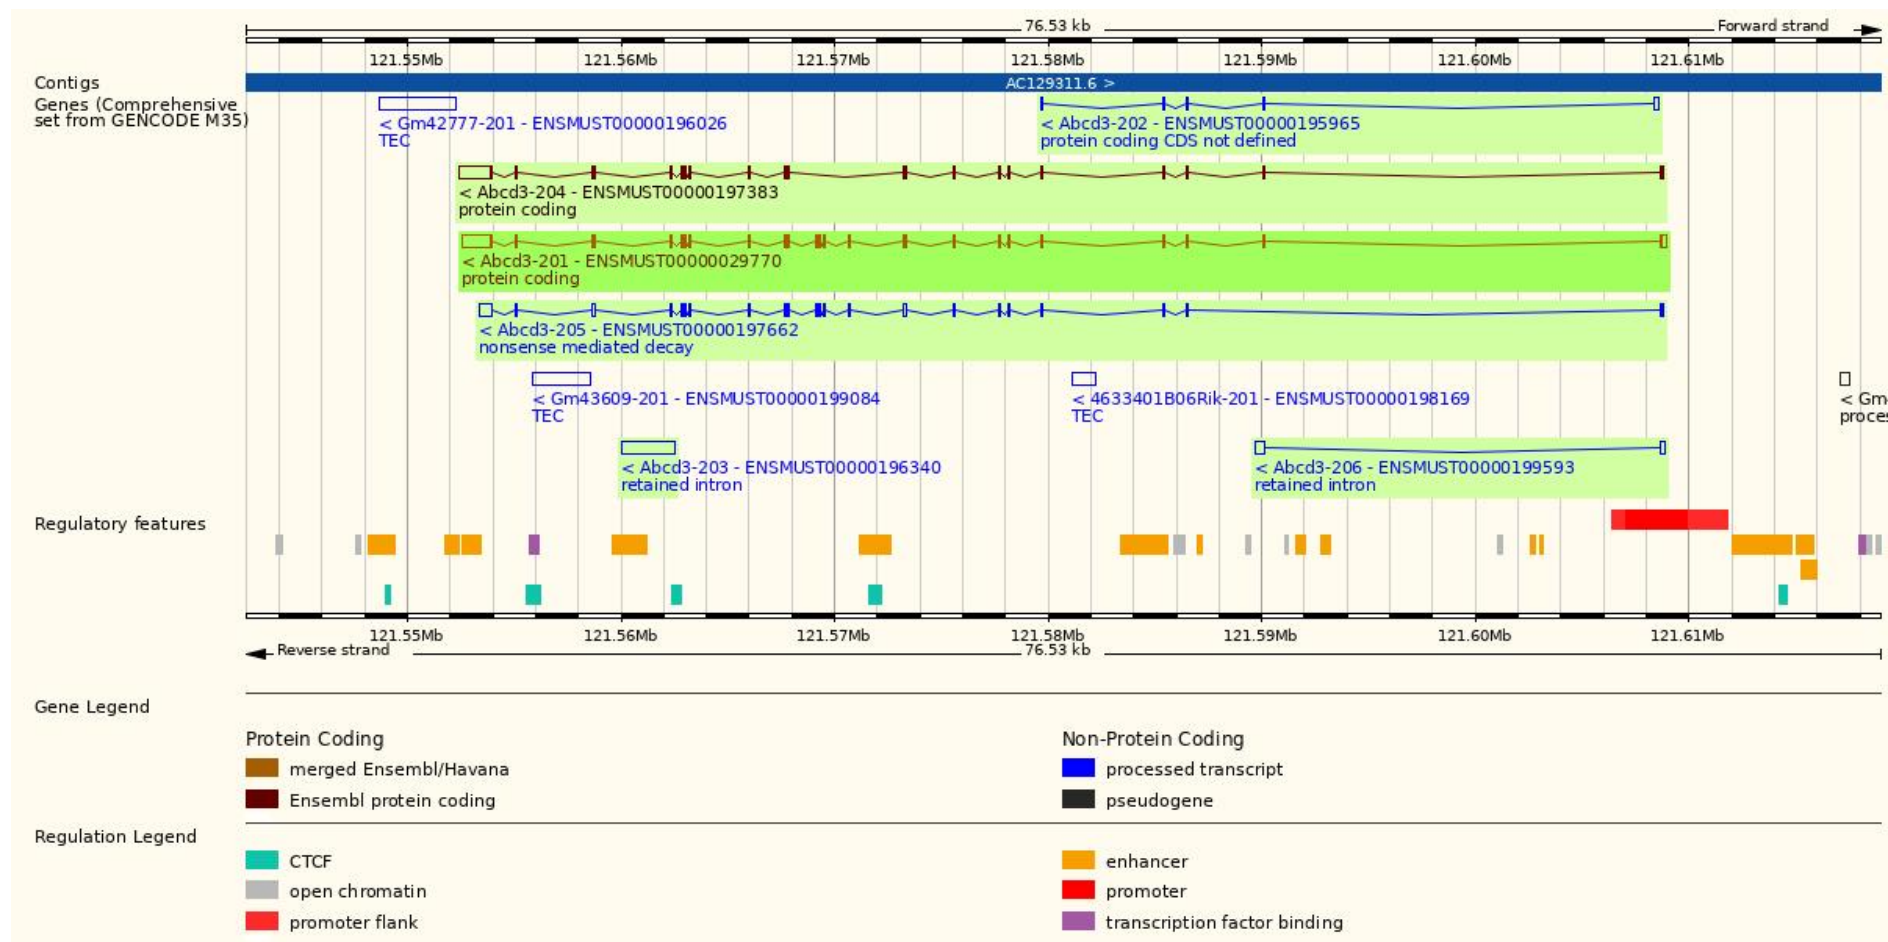 76.53 kb Forward strand
121.55Mb 121.56Mb 121.57Mb 121.58Mb 121.59Mb 121.60Mb 121.61Mb
Contigs AC129311.6 >
Genes (Comprehensive
set from GENCODE M35)
< Gm42777-201 - ENSMUST00000196026
TEC
< Abcd3-202 - ENSMUST00000195965
protein coding CDS not defined
< Abcd3-204 - ENSMUST00000197383
protein coding
< Abcd3-201 - ENSMUST00000029770
protein coding
< Abcd3-205 - ENSMUST00000197662
nonsense mediated decay
< Gm43609-201 - ENSMUST00000199084
TEC
< 4633401B06Rik-201 - ENSMUST00000198169
TEC
< Gm
proces
< Abcd3-203 - ENSMUST00000196340
retained intron
< Abcd3-206 - ENSMUST00000199593
retained intron
Regulatory features
121.55Mb 121.56Mb 121.57Mb 121.58Mb 121.59Mb 121.60Mb 121.61Mb
Reverse strand 76.53 kb
Gene Legend
Protein Coding
merged Ensembl/Havana
Ensembl protein coding
Non-Protein Coding
processed transcript
pseudogene
Regulation Legend
CTCF
open chromatin
promoter flank
enhancer
promoter
transcription factor binding